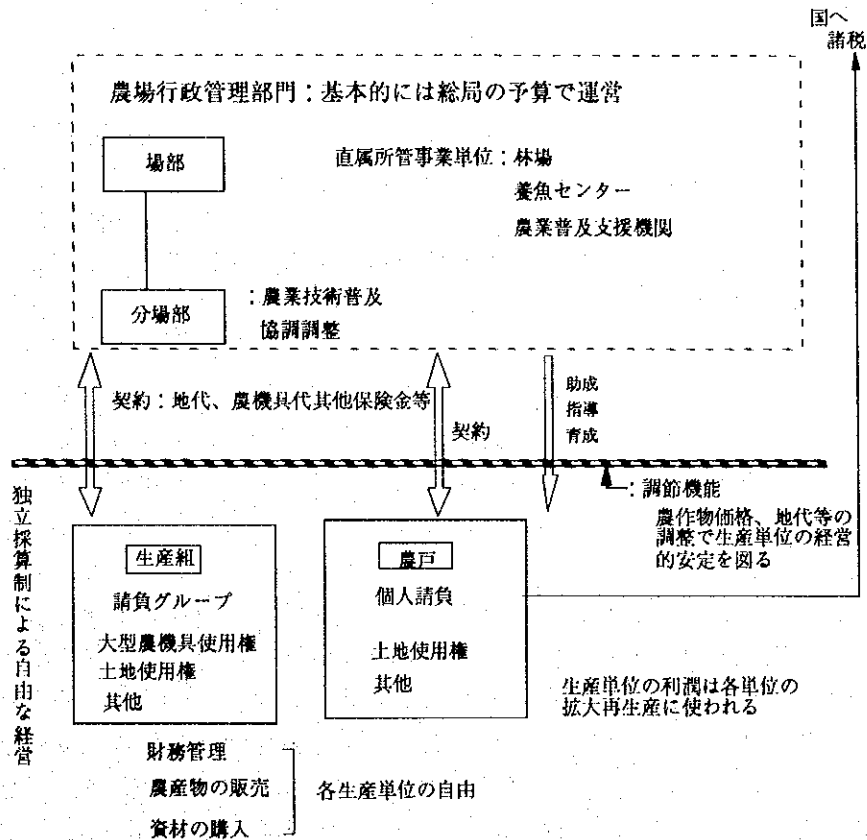 国へ
諸税
農場行政管理部門：基本的には総局の予算で運営
場部
直属所管事業単位：林場
養魚センター
農業普及支援機関
分場部
：農業技術普及
協調調整
契約：地代、農機具代其他保険金等
契約
助成
指導
育成
：調節機能
農作物価格、地代等の
調整で生産単位の経営
的安定を図る
独立採算制による自由な経営
生産組
請負グループ
大型農機具使用権
土地使用権
其他
農戸
個人請負
土地使用権
其他
生産単位の利潤は各単位の
拡大再生産に使われる
財務管理
農産物の販売
資材の購入
各生産単位の自由